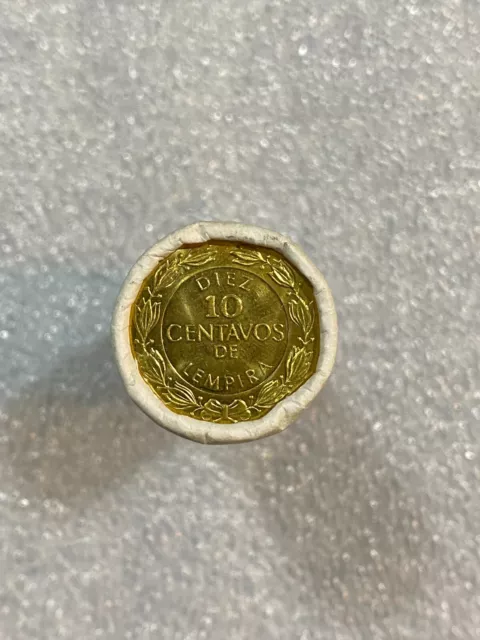 DIEZ
10
CENTAVOS
DE
LEMPIRA